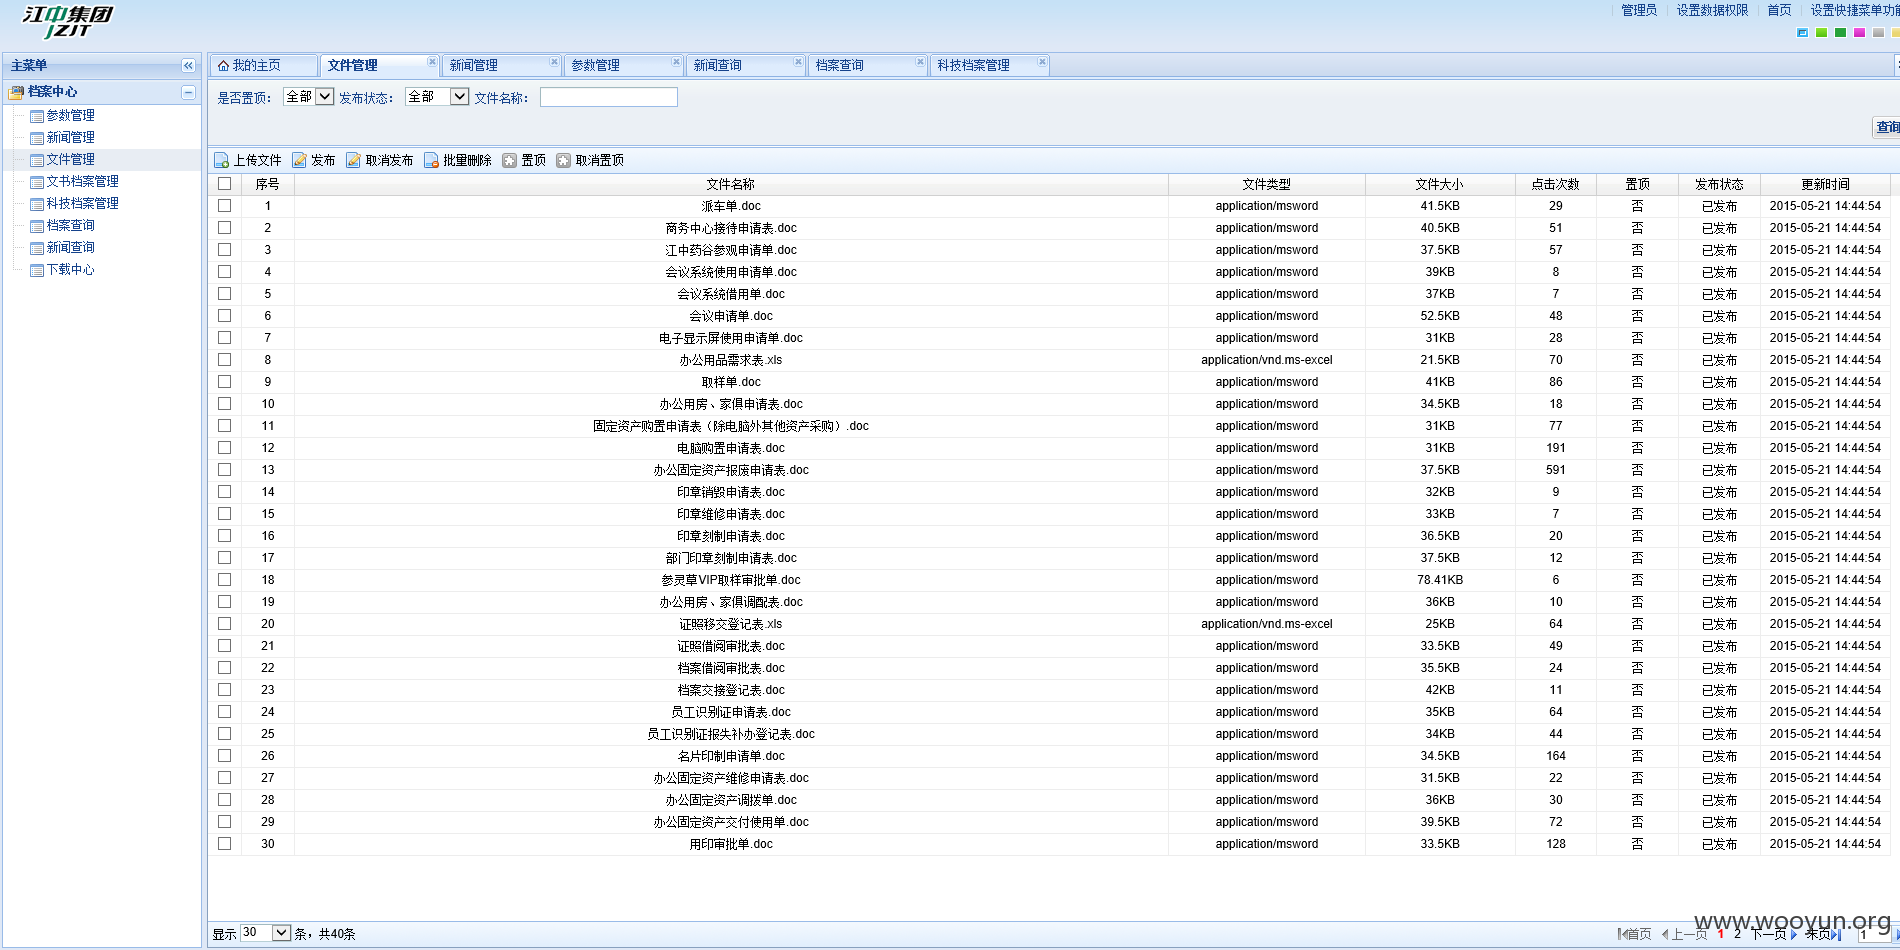 江中集团
JZJT
管理员 设置数据权限 首页 设置快捷菜单功能
主菜单
档案中心
参数管理
新闻管理
文件管理
文书档案管理
科技档案管理
档案查询
新闻查询
下载中心
我的主页 文件管理 新闻管理 参数管理 新闻查询 档案查询 科技档案管理
是否置顶： 全部 发布状态： 全部 文件名称：
查询
上传文件 发布 取消发布 批量删除 置顶 取消置顶
序号 文件名称 文件类型 文件大小 点击次数 置顶 发布状态 更新时间
1 派车单.doc application/msword 41.5KB 29 否 已发布 2015-05-21 14:44:54
2 商务中心接待申请表.doc application/msword 40.5KB 51 否 已发布 2015-05-21 14:44:54
3 江中药谷参观申请单.doc application/msword 37.5KB 57 否 已发布 2015-05-21 14:44:54
4 会议系统使用申请单.doc application/msword 39KB 8 否 已发布 2015-05-21 14:44:54
5 会议系统借用单.doc application/msword 37KB 7 否 已发布 2015-05-21 14:44:54
6 会议申请单.doc application/msword 52.5KB 48 否 已发布 2015-05-21 14:44:54
7 电子显示屏使用申请单.doc application/msword 31KB 28 否 已发布 2015-05-21 14:44:54
8 办公用品需求表.xls application/vnd.ms-excel 21.5KB 70 否 已发布 2015-05-21 14:44:54
9 取样单.doc application/msword 41KB 86 否 已发布 2015-05-21 14:44:54
10 办公用房、家俱申请表.doc application/msword 34.5KB 18 否 已发布 2015-05-21 14:44:54
11 固定资产购置申请表（除电脑外其他资产采购）.doc application/msword 31KB 77 否 已发布 2015-05-21 14:44:54
12 电脑购置申请表.doc application/msword 31KB 191 否 已发布 2015-05-21 14:44:54
13 办公固定资产报废申请表.doc application/msword 37.5KB 591 否 已发布 2015-05-21 14:44:54
14 印章销毁申请表.doc application/msword 32KB 9 否 已发布 2015-05-21 14:44:54
15 印章维修申请表.doc application/msword 33KB 7 否 已发布 2015-05-21 14:44:54
16 印章刻制申请表.doc application/msword 36.5KB 20 否 已发布 2015-05-21 14:44:54
17 部门印章刻制申请表.doc application/msword 37.5KB 12 否 已发布 2015-05-21 14:44:54
18 参灵草VIP取样审批单.doc application/msword 78.41KB 6 否 已发布 2015-05-21 14:44:54
19 办公用房、家俱调配表.doc application/msword 36KB 10 否 已发布 2015-05-21 14:44:54
20 证照移交登记表.xls application/vnd.ms-excel 25KB 64 否 已发布 2015-05-21 14:44:54
21 证照借阅审批表.doc application/msword 33.5KB 49 否 已发布 2015-05-21 14:44:54
22 档案借阅审批表.doc application/msword 35.5KB 24 否 已发布 2015-05-21 14:44:54
23 档案交接登记表.doc application/msword 42KB 11 否 已发布 2015-05-21 14:44:54
24 员工识别证申请表.doc application/msword 35KB 64 否 已发布 2015-05-21 14:44:54
25 员工识别证报失补办登记表.doc application/msword 34KB 44 否 已发布 2015-05-21 14:44:54
26 名片印制申请单.doc application/msword 34.5KB 164 否 已发布 2015-05-21 14:44:54
27 办公固定资产维修申请表.doc application/msword 31.5KB 22 否 已发布 2015-05-21 14:44:54
28 办公固定资产调拨单.doc application/msword 36KB 30 否 已发布 2015-05-21 14:44:54
29 办公固定资产交付使用单.doc application/msword 39.5KB 72 否 已发布 2015-05-21 14:44:54
30 用印审批单.doc application/msword 33.5KB 128 否 已发布 2015-05-21 14:44:54
www.wooyun.org
显示 30 条，共40条 首页 上一页 1 2 下一页 末页 1